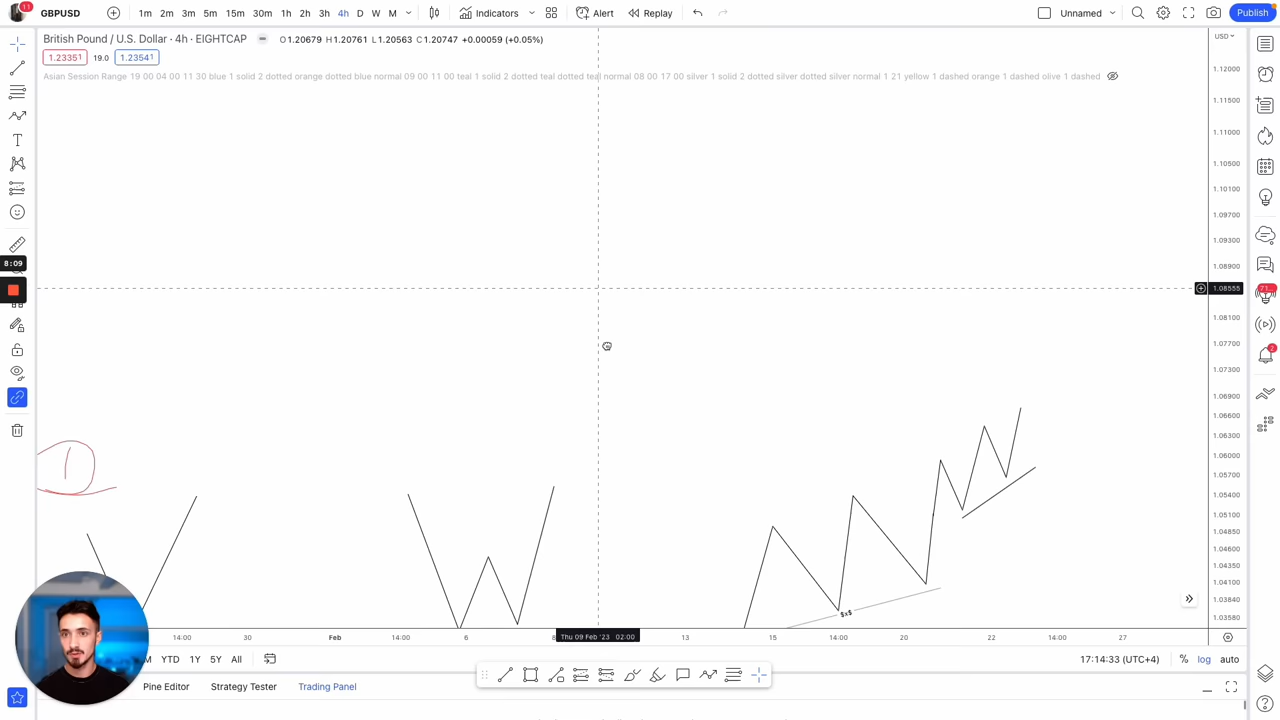 11
GBPUSD
1m 2m 3m 5m 15m 30m 1h 2h 3h 4h D W M
Indicators
Alert
Replay
Unnamed
Publish
British Pound / U.S. Dollar · 4h · EIGHTCAP
O1.20679 H1.20761 L1.20563 C1.20747 +0.00059 (+0.05%)
USD
1.23351
19.0
1.23541
Asian Session Range 19 00 04 00 11 30 blue 1 solid 2 dotted orange dotted blue normal 09 00 11 00 teal 1 solid 2 dotted teal dotted teal normal 08 00 17 00 silver 1 solid 2 dotted silver dotted silver normal 1 21 yellow 1 dashed orange 1 dashed olive 1 dashed
1.12000
1.11500
1.11000
1.10500
1.10100
1.09700
1.09300
1.08900
1.08555
1.08100
1.07700
1.07300
1.06900
1.06600
1.06300
1.06000
1.05700
1.05400
1.05100
1.04850
1.04600
1.04350
1.04100
1.03840
1.03580
8:09
2
1
$x$
14:00 30 Feb 14:00 6 8 Thu 09 Feb '23 02:00 13 15 14:00 20 22 14:00 27
M YTD 1Y 5Y All
17:14:33 (UTC+4) % log auto
Pine Editor
Strategy Tester
Trading Panel